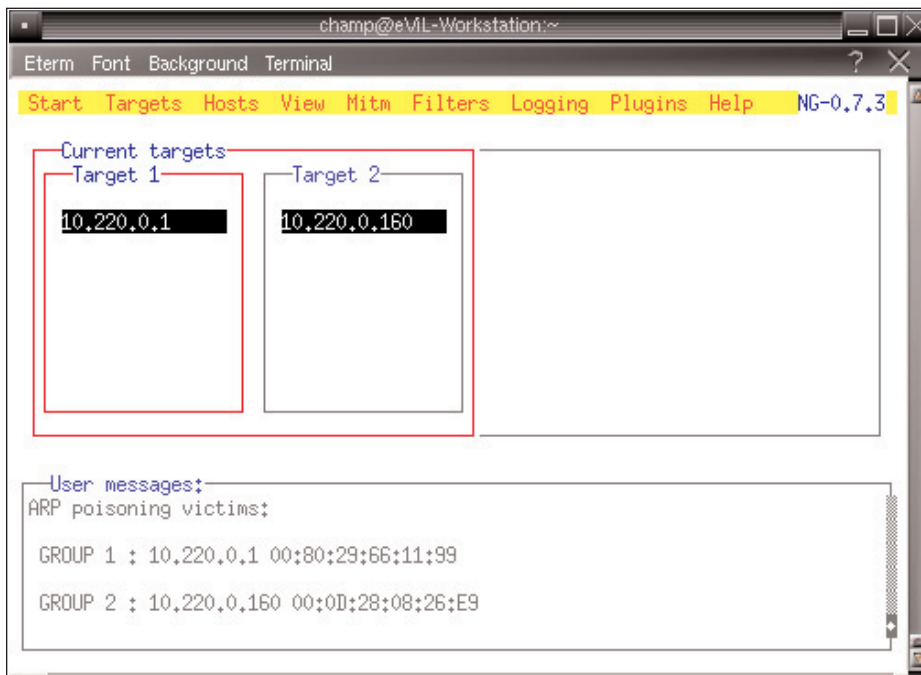 champ@eViL-Workstation:~
Eterm Font Background Terminal ?
Start Targets Hosts View Mitm Filters Logging Plugins Help NG-0.7.3
Current targets
Target 1 Target 2
10.220.0.1 10.220.0.160
User messages:
ARP poisoning victims:
GROUP 1 : 10.220.0.1 00:80:29:66:11:99
GROUP 2 : 10.220.0.160 00:0D:28:08:26:E9